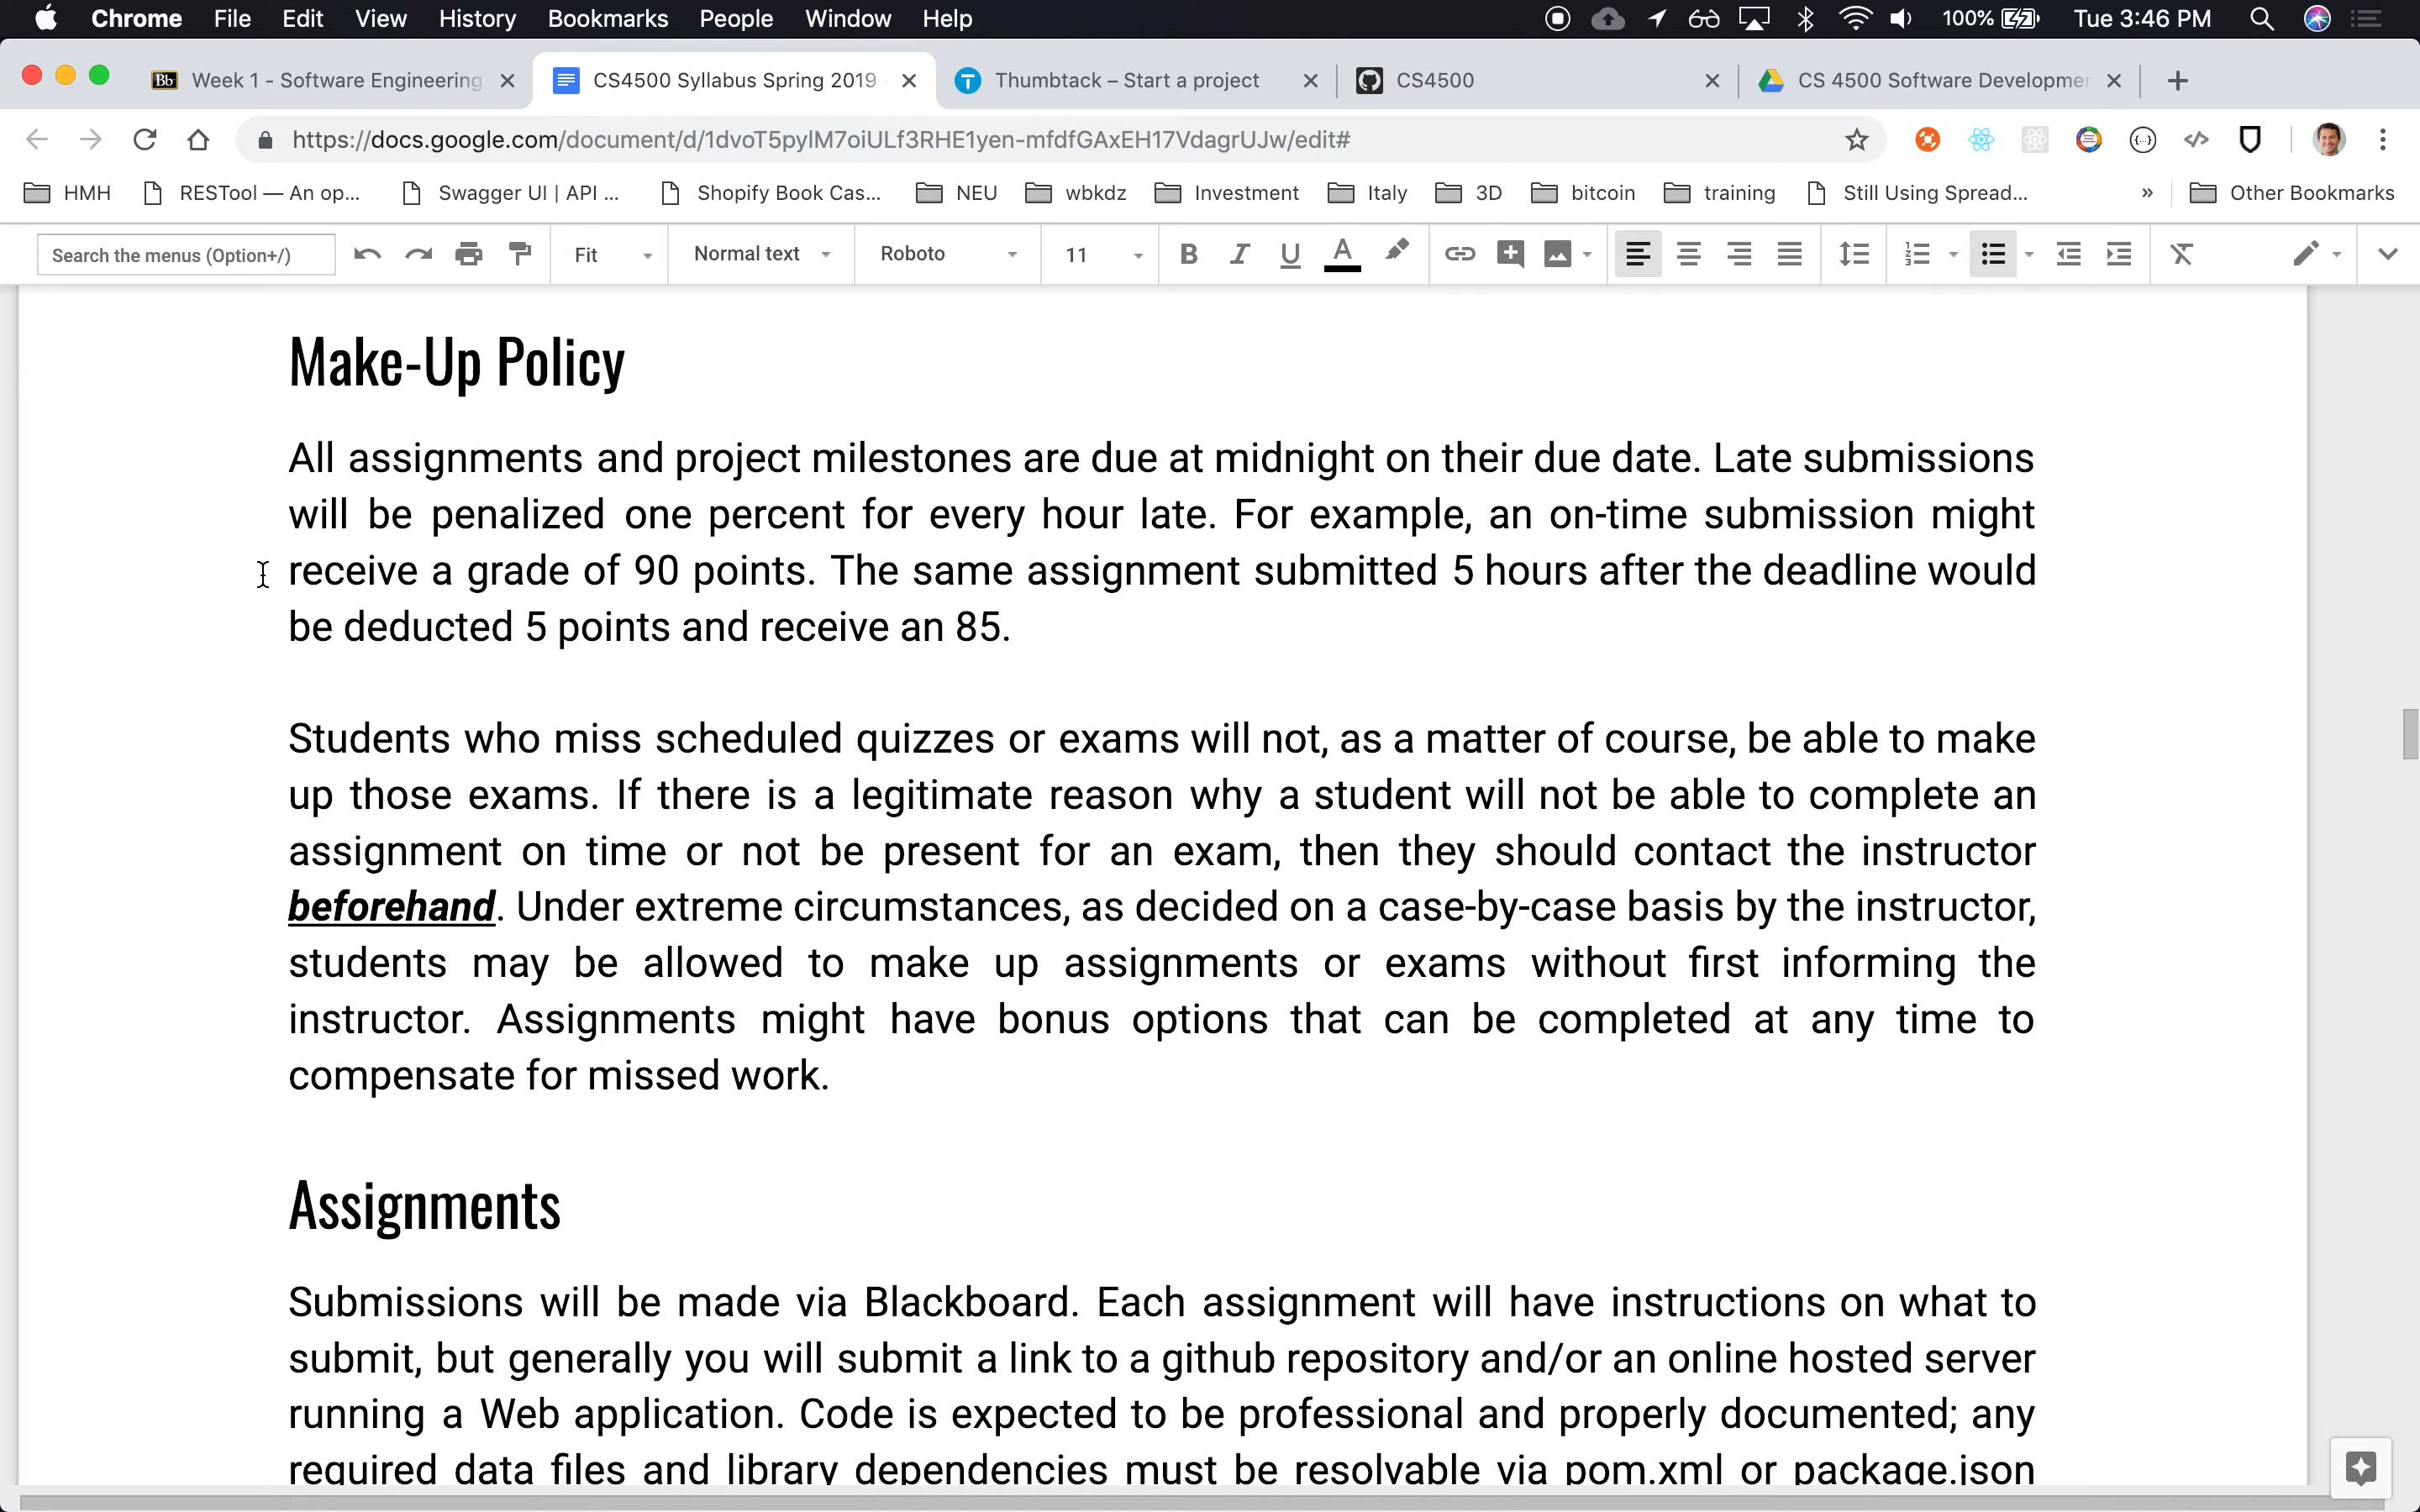 Chrome File Edit View History Bookmarks People Window Help 100% Tue 3:46 PM
Bb Week 1 - Software Engineering CS4500 Syllabus Spring 2019 - Thumbtack – Start a project CS4500 CS 4500 Software Developmen
https://docs.google.com/document/d/1dvoT5pylM7oiULf3RHE1yen-mfdfGAxEH17VdagrUJw/edit#
HMH RESTool — An op... Swagger UI | API ... Shopify Book Cas... NEU wbkdz Investment Italy 3D bitcoin training Still Using Spread... » Other Bookmarks
Search the menus (Option+/) Fit Normal text Roboto 11 B I U A
Make-Up Policy
All assignments and project milestones are due at midnight on their due date. Late submissions
will be penalized one percent for every hour late. For example, an on-time submission might
receive a grade of 90 points. The same assignment submitted 5 hours after the deadline would
be deducted 5 points and receive an 85.
Students who miss scheduled quizzes or exams will not, as a matter of course, be able to make
up those exams. If there is a legitimate reason why a student will not be able to complete an
assignment on time or not be present for an exam, then they should contact the instructor
beforehand. Under extreme circumstances, as decided on a case-by-case basis by the instructor,
students may be allowed to make up assignments or exams without first informing the
instructor. Assignments might have bonus options that can be completed at any time to
compensate for missed work.
Assignments
Submissions will be made via Blackboard. Each assignment will have instructions on what to
submit, but generally you will submit a link to a github repository and/or an online hosted server
running a Web application. Code is expected to be professional and properly documented; any
required data files and library dependencies must be resolvable via pom.xml or package.json